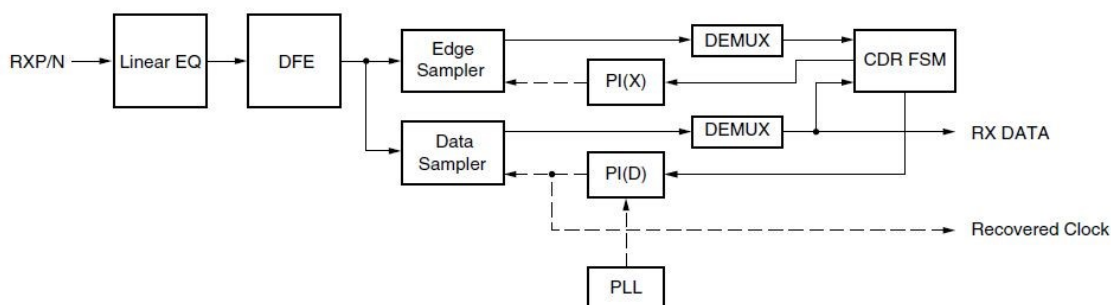 RXP/N
Linear EQ
DFE
Edge
Sampler
DEMUX
CDR FSM
PI(X)
Data
Sampler
DEMUX
RX DATA
PI(D)
Recovered Clock
PLL